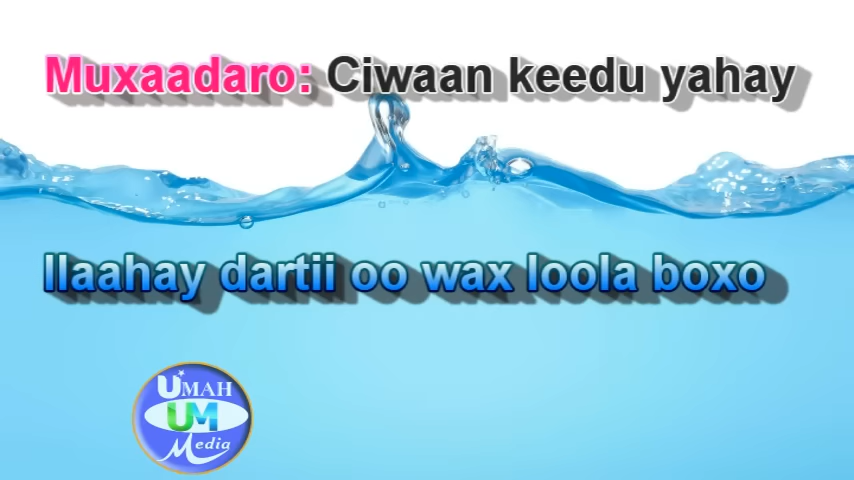 Muxaadaro: Ciwaan keedu yahay
Ilaahay dartii oo wax loola boxo
UMAH
UM
Media